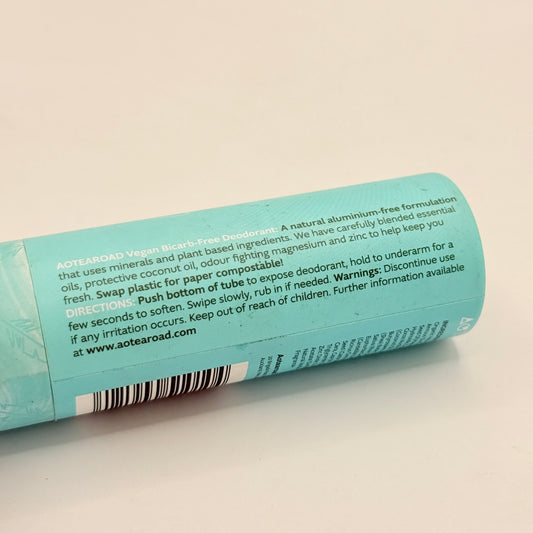 AOTEAROAD Vegan Bicarb-Free Deodorant: A natural aluminium-free formulation
that uses minerals and plant based ingredients. We have carefully blended essential
oils, protective coconut oil, odour fighting magnesium and zinc to help keep you
fresh. Swap plastic for paper compostable!
DIRECTIONS: Push bottom of tube to expose deodorant, hold to underarm for a
few seconds to soften. Swipe slowly, rub in if needed. Warnings: Discontinue use
if any irritation occurs. Keep out of reach of children. Further information available
at www.aotearoad.com